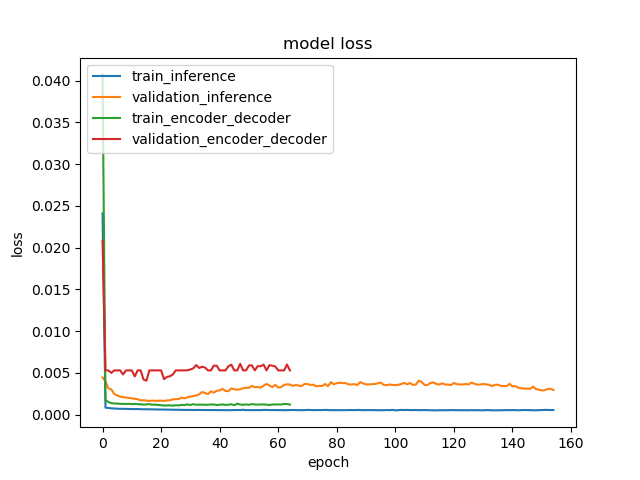 model loss
train_inference
validation_inference
train_encoder_decoder
validation_encoder_decoder
0.040
0.035
0.030
0.025
0.020
0.015
0.010
0.005
0.000
loss
0 20 40 60 80 100 120 140 160
epoch